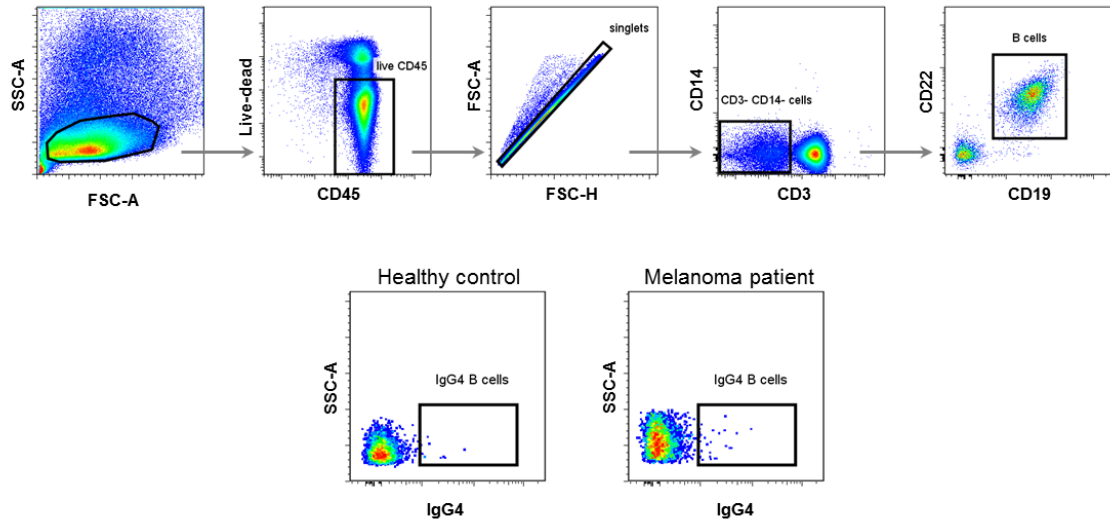 SSC-A
FSC-A
Live-dead
live CD45
CD45
FSC-A
singlets
FSC-H
CD14
CD3- CD14- cells
CD3
CD22
B cells
CD19
Healthy control
SSC-A
IgG4 B cells
IgG4
Melanoma patient
SSC-A
IgG4 B cells
IgG4